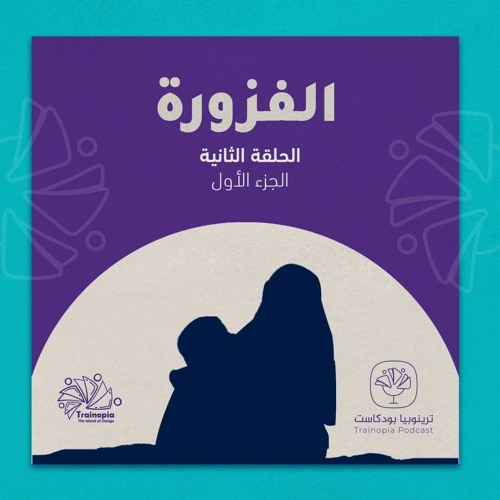 الفزورة
الحلقة الثانية
الجزء الأول
Trainopia
The island of change
ترينوبيا بودكاست
Trainopia Podcast